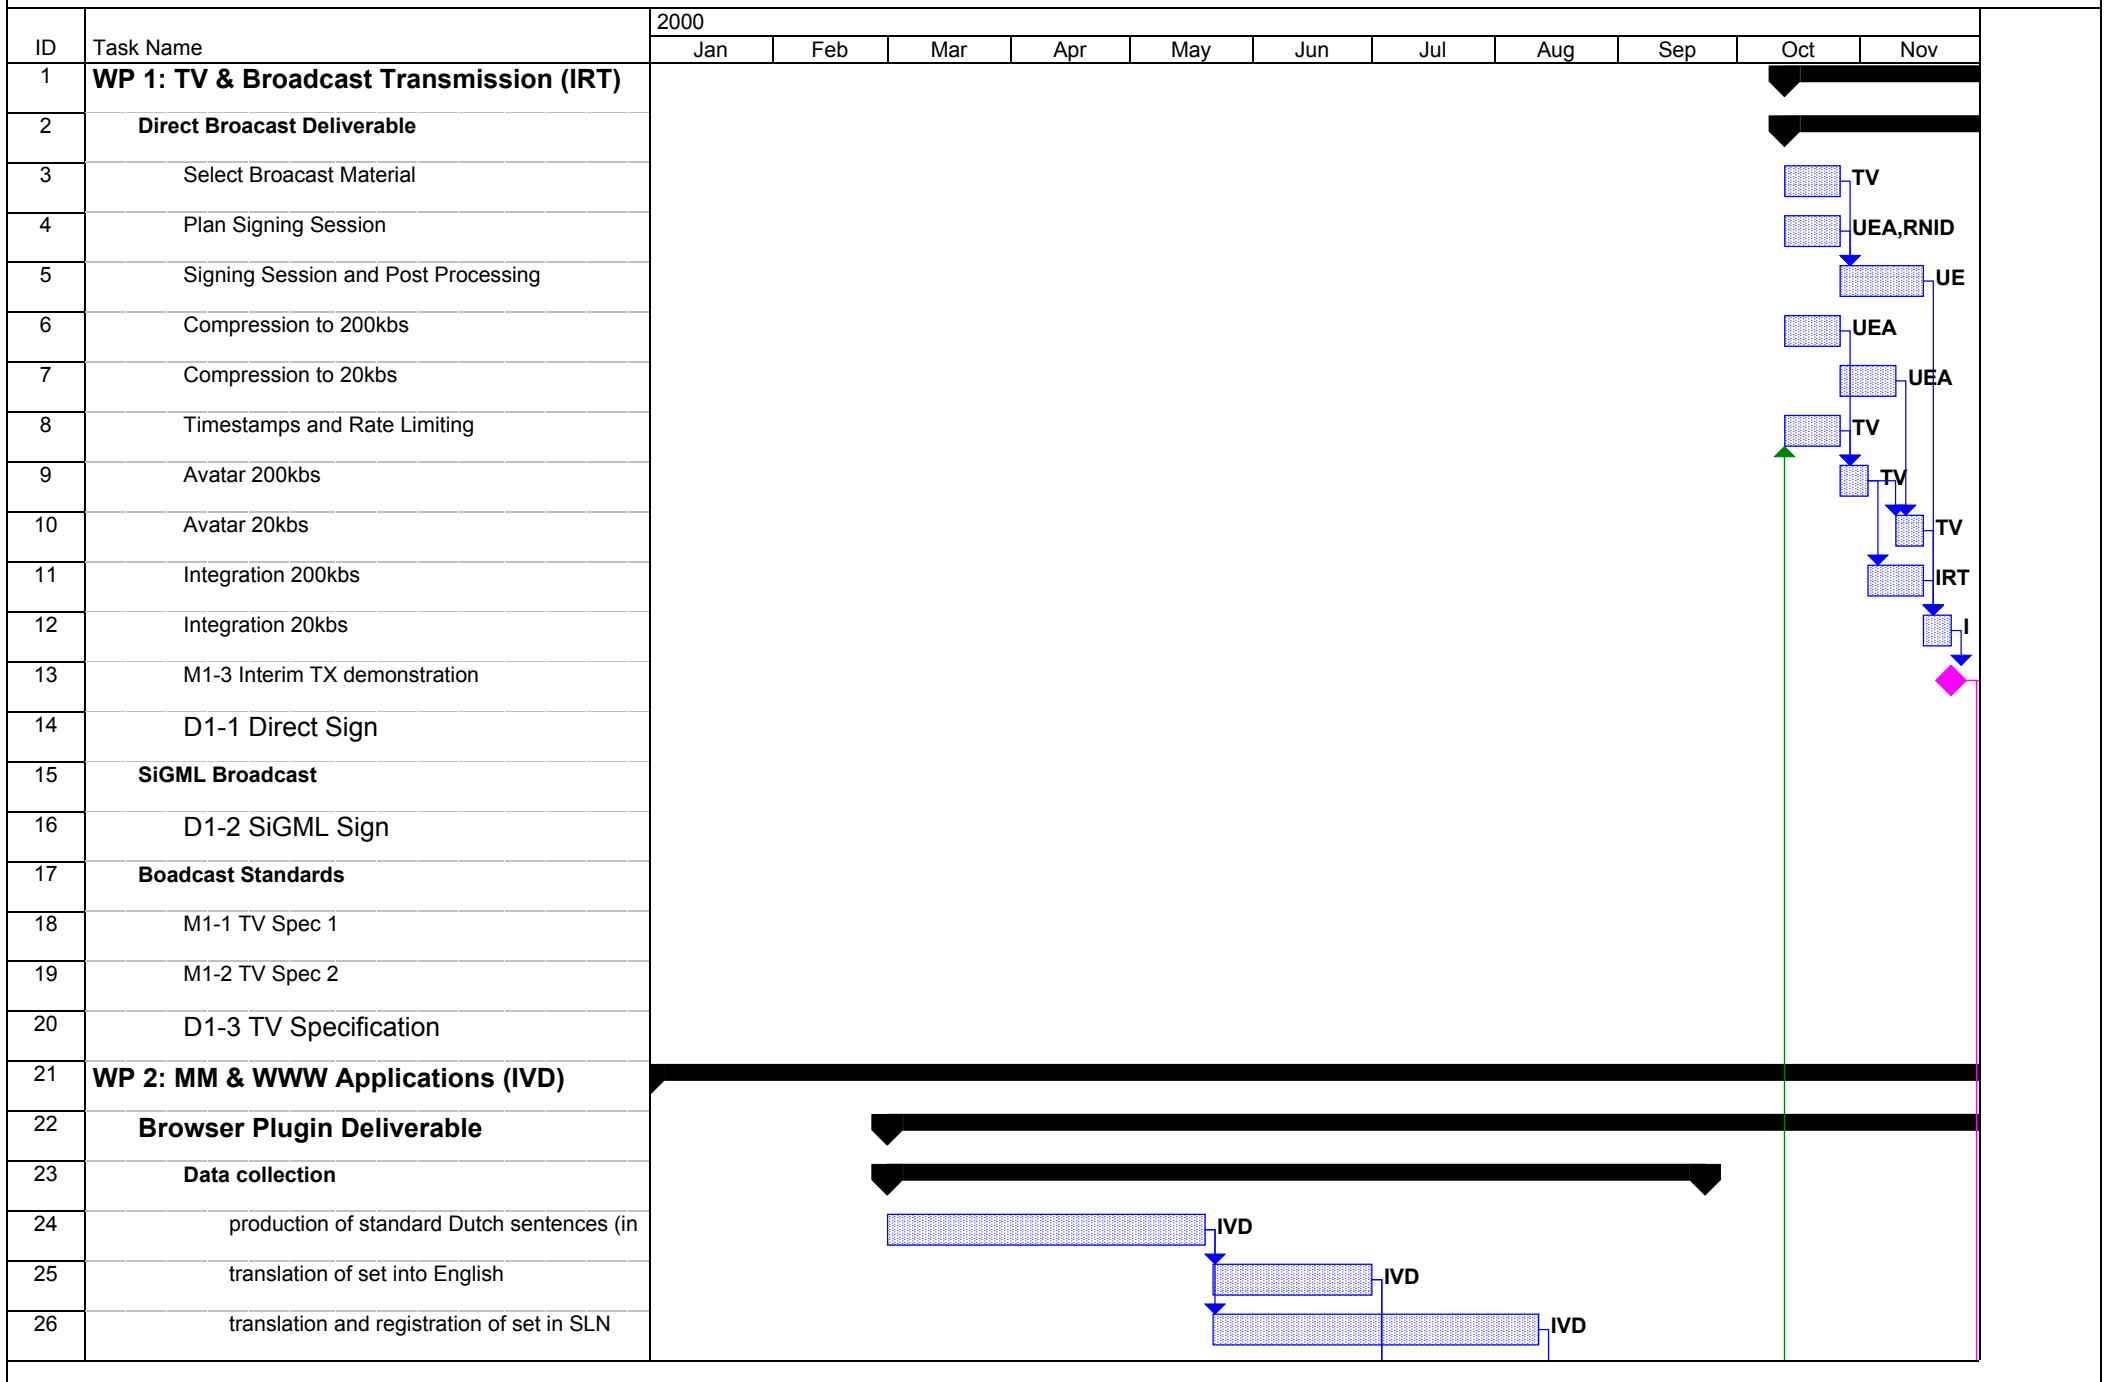 2000
ID Task Name Jan Feb Mar Apr May Jun Jul Aug Sep Oct Nov
1 WP 1: TV & Broadcast Transmission (IRT)
2 Direct Broacast Deliverable
3 Select Broacast Material TV
4 Plan Signing Session UEA,RNID
5 Signing Session and Post Processing UE
6 Compression to 200kbs UEA
7 Compression to 20kbs UEA
8 Timestamps and Rate Limiting TV
9 Avatar 200kbs TV
10 Avatar 20kbs TV
11 Integration 200kbs IRT
12 Integration 20kbs I
13 M1-3 Interim TX demonstration
14 D1-1 Direct Sign
15 SiGML Broadcast
16 D1-2 SiGML Sign
17 Boadcast Standards
18 M1-1 TV Spec 1
19 M1-2 TV Spec 2
20 D1-3 TV Specification
21 WP 2: MM & WWW Applications (IVD)
22 Browser Plugin Deliverable
23 Data collection
24 production of standard Dutch sentences (in IVD
25 translation of set into English IVD
26 translation and registration of set in SLN IVD